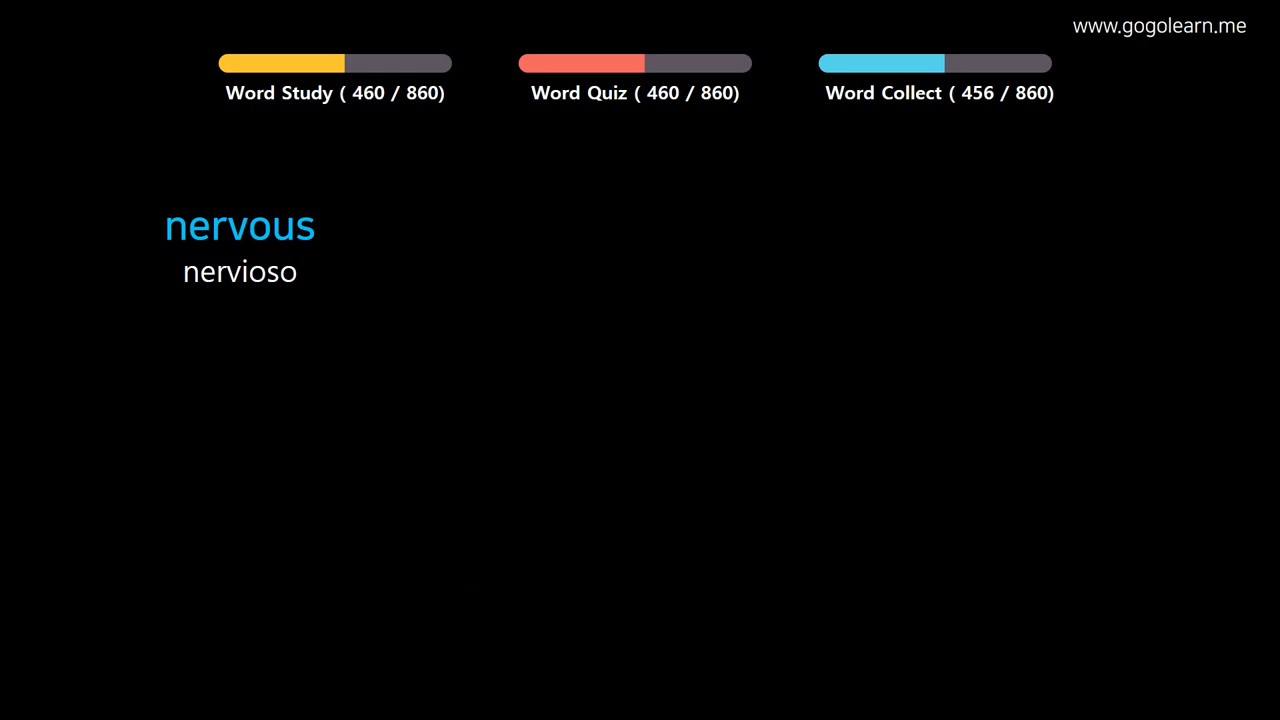 www.gogolearn.me
Word Study ( 460 / 860)
Word Quiz ( 460 / 860)
Word Collect ( 456 / 860)
nervous
nervioso